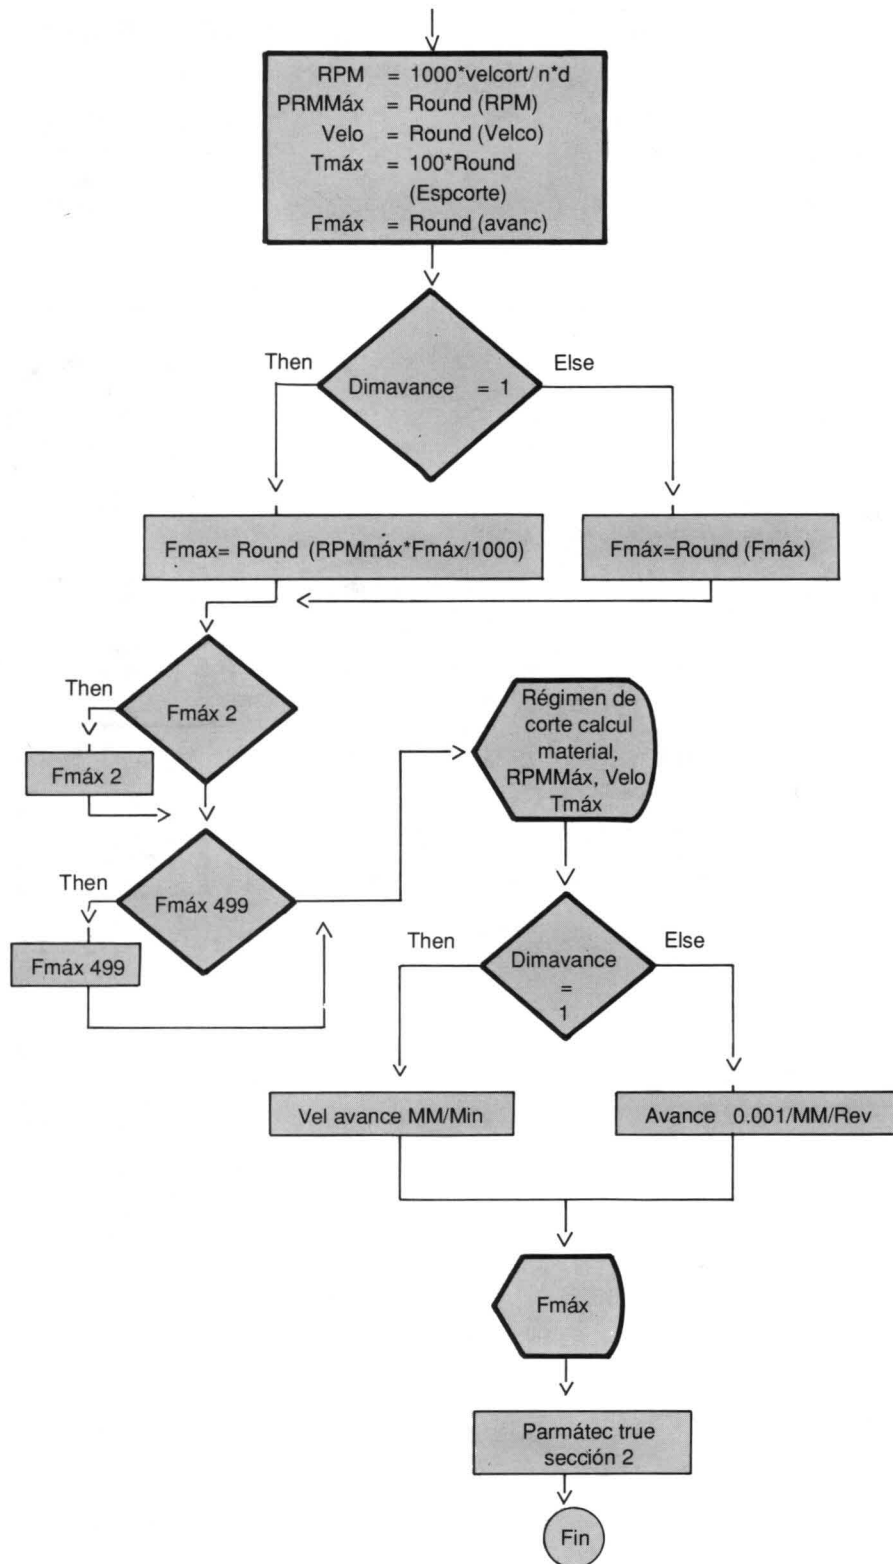 RPM = 1000*velcort/ n*d
PRMMáx = Round (RPM)
Velo = Round (Velco)
Tmáx = 100*Round
(Espcorte)
Fmáx = Round (avanc)
Then
Else
Dimavance = 1
Fmax= Round (RPMmáx*Fmáx/1000)
Fmáx=Round (Fmáx)
Then
Fmáx 2
Fmáx 2
Régimen de
corte calcul
material,
RPMMáx, Velo
Tmáx
Then
Fmáx 499
Fmáx 499
Then
Else
Dimavance
=
1
Vel avance MM/Min
Avance 0.001/MM/Rev
Fmáx
Parmátec true
sección 2
Fin